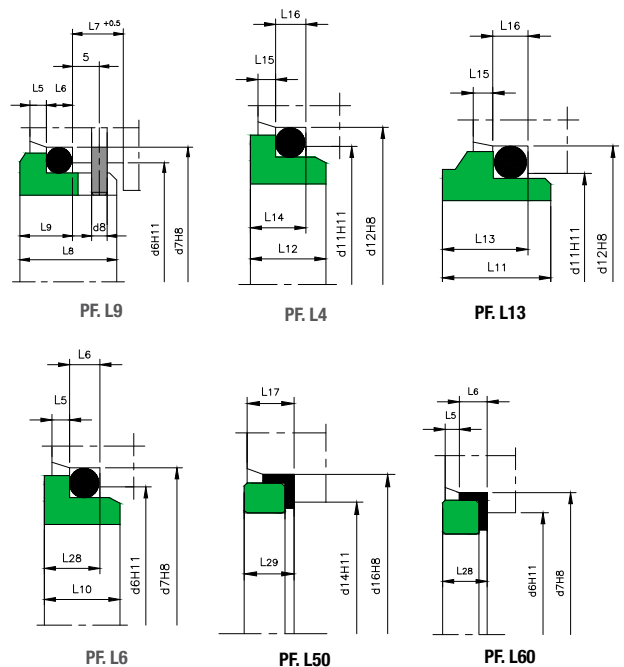 L7 +0.5
5
L5 L6
L9
d8
L8
d6H11
d7H8
PF. L9
L16
L15
L14
L12
d11H11
d12H8
PF. L4
L16
L15
L13
L11
d11H11
d12H8
PF. L13
L6
L5
L28
L10
d6H11
d7H8
PF. L6
L17
L29
d14H11
d16H8
PF. L50
L6
L5
L28
d6H11
d7H8
PF. L60